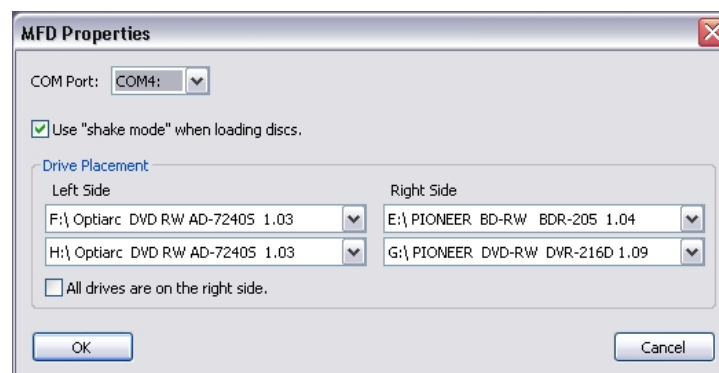 MFD Properties
COM Port: COM4:
Use "shake mode" when loading discs.
Drive Placement
Left Side Right Side
F:\ Optiarc DVD RW AD-7240S 1.03 E:\ PIONEER BD-RW BDR-205 1.04
H:\ Optiarc DVD RW AD-7240S 1.03 G:\ PIONEER DVD-RW DVR-216D 1.09
All drives are on the right side.
OK Cancel